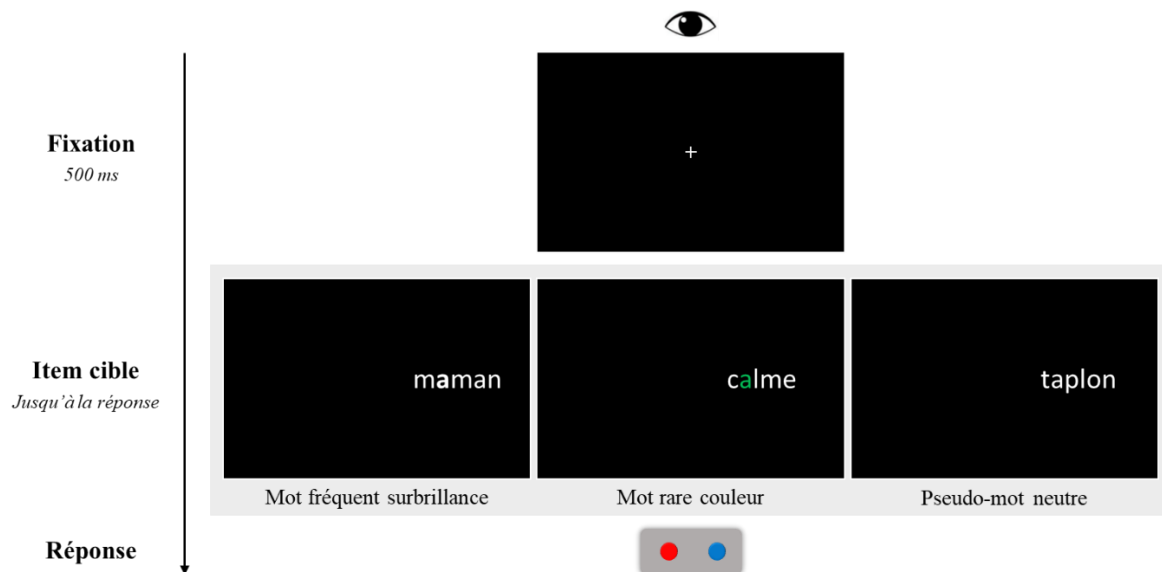 Fixation
500 ms
+
Item cible
Jusqu'à la réponse
maman
calme
taplon
Mot fréquent surbrillance
Mot rare couleur
Pseudo-mot neutre
Réponse